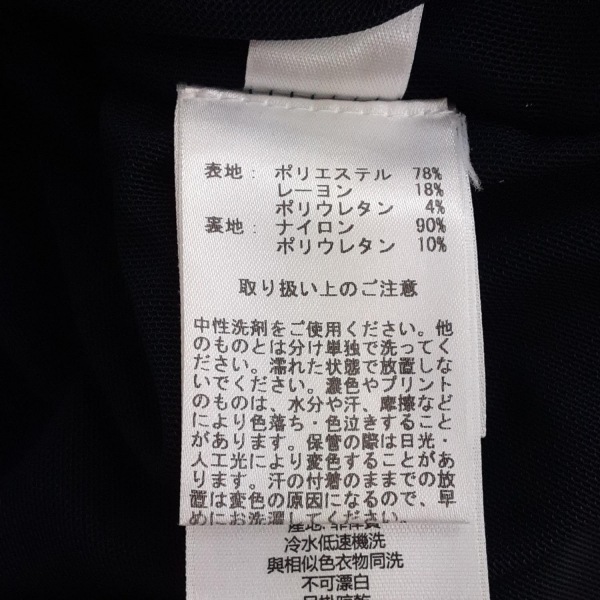 表地： ポリエステル 78%
レーヨン 18%
ポリウレタン 4%
裏地： ナイロン 90%
ポリウレタン 10%
取り扱い上のご注意
中性洗剤をご使用ください。他
のものとは分け単独で洗ってく
ださい。濡れた状態で放置しな
いでください。濃色やプリント
のものは、水分や汗、摩擦など
により色落ち・色泣きすること
があります。保管の際は日光・
人工光により変色することがあ
ります。汗の付着のままでの放
置は変色の原因になるので、早
めにお洗濯してください。
產地:菲律賓
冷水低速機洗
與相似色衣物同洗
不可漂白